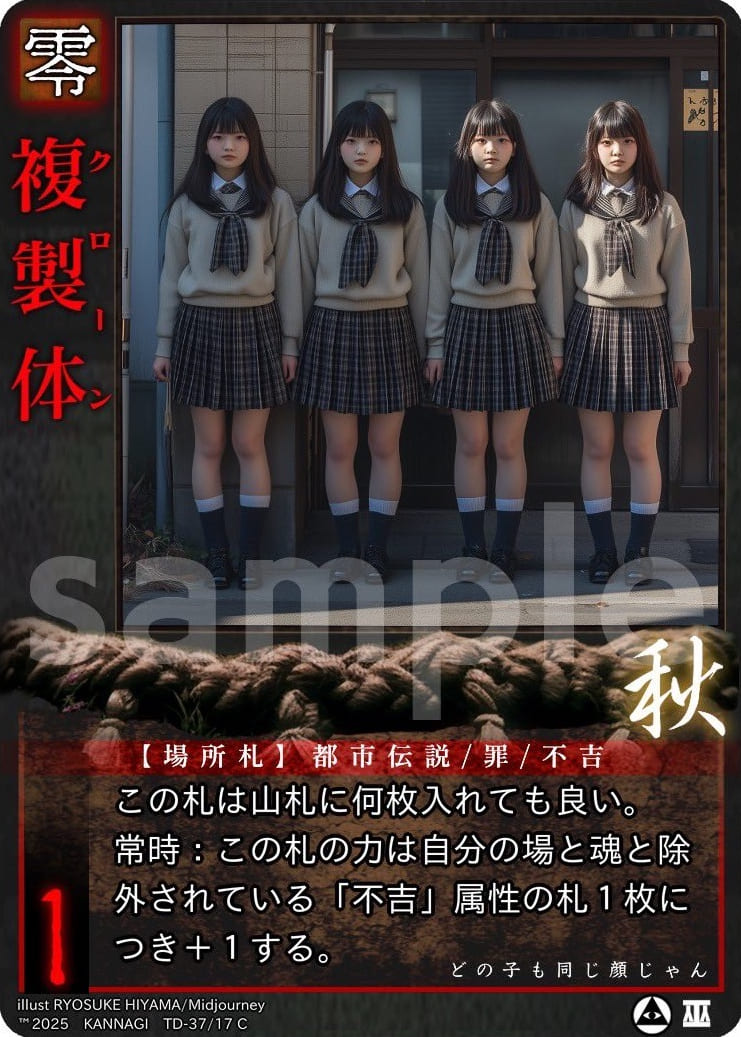 零
複製体
クローン
sample
秋
【場所札】都市伝説/罪/不吉
この札は山札に何枚入れても良い。
常時：この札の力は自分の場と魂と除
外されている「不吉」属性の札１枚に
つき＋１する。
1
どの子も同じ顔じゃん
illust RYOSUKE HIYAMA/Midjourney
™2025 KANNAGI TD-37/17 C
巫